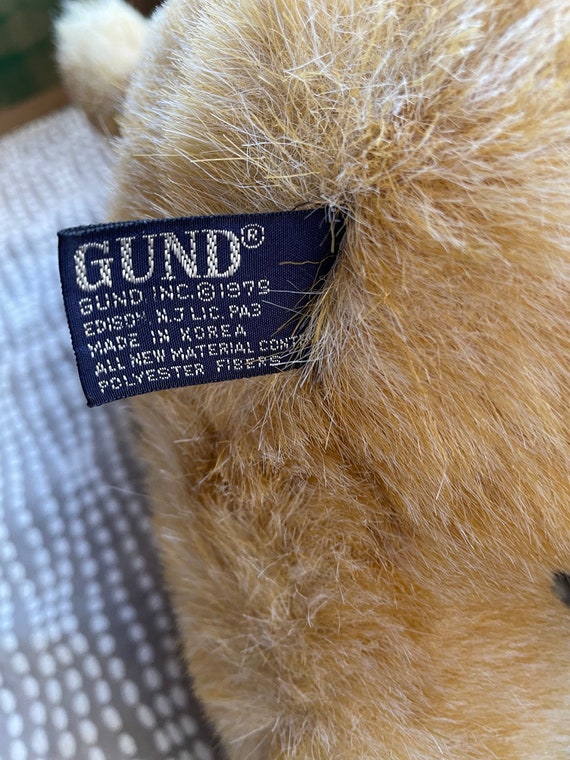 GUND®
GUND INC.©1979
EDISON, N.J LIC. PA3
MADE IN KOREA
ALL NEW MATERIAL CONT
POLYESTER FIBERS